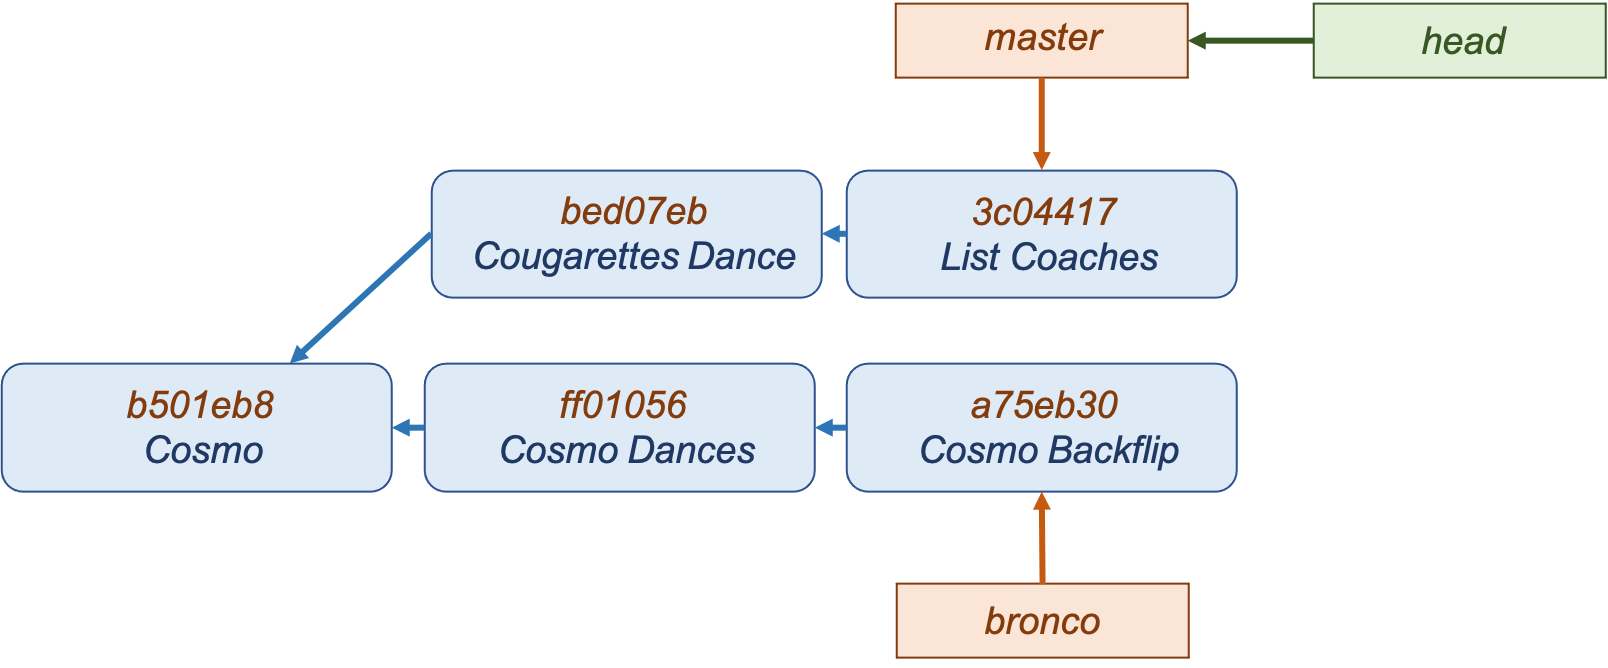 master
head
bed07eb
Cougarettes Dance
3c04417
List Coaches
b501eb8
Cosmo
ff01056
Cosmo Dances
a75eb30
Cosmo Backflip
bronco